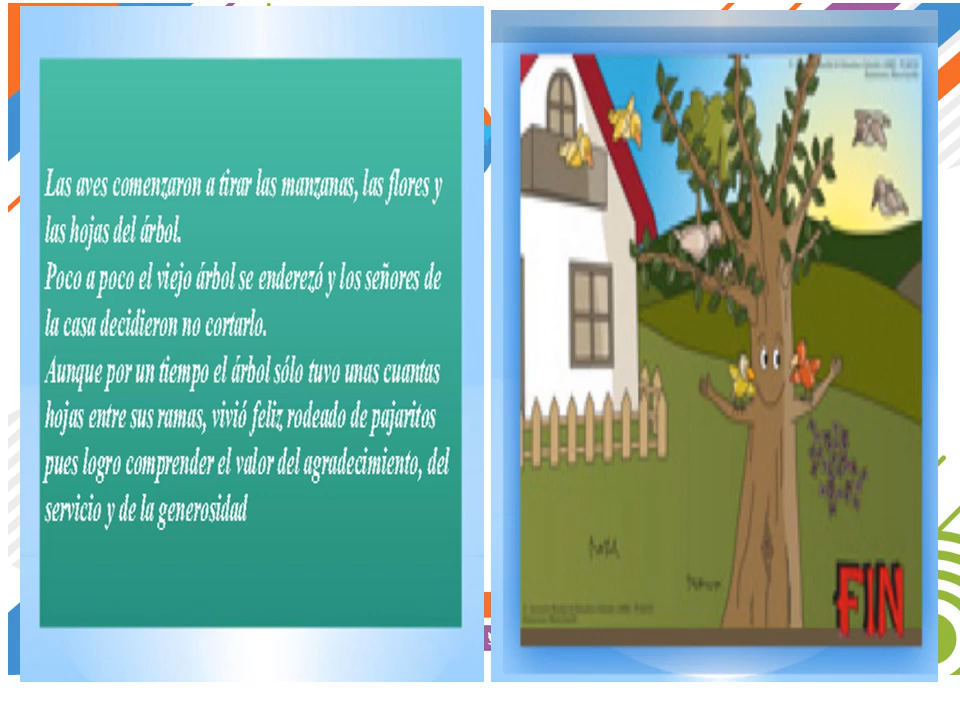 Las aves comenzaron a tirar las manzanas, las flores y
las hojas del árbol.
Poco a poco el viejo árbol se enderezó y los señores de
la casa decidieron no cortarlo.
Aunque por un tiempo el árbol sólo tuvo unas cuantas
hojas entre sus ramas, vivió feliz rodeado de pajaritos
pues logro comprender el valor del agradecimiento, del
servicio y de la generosidad
FIN